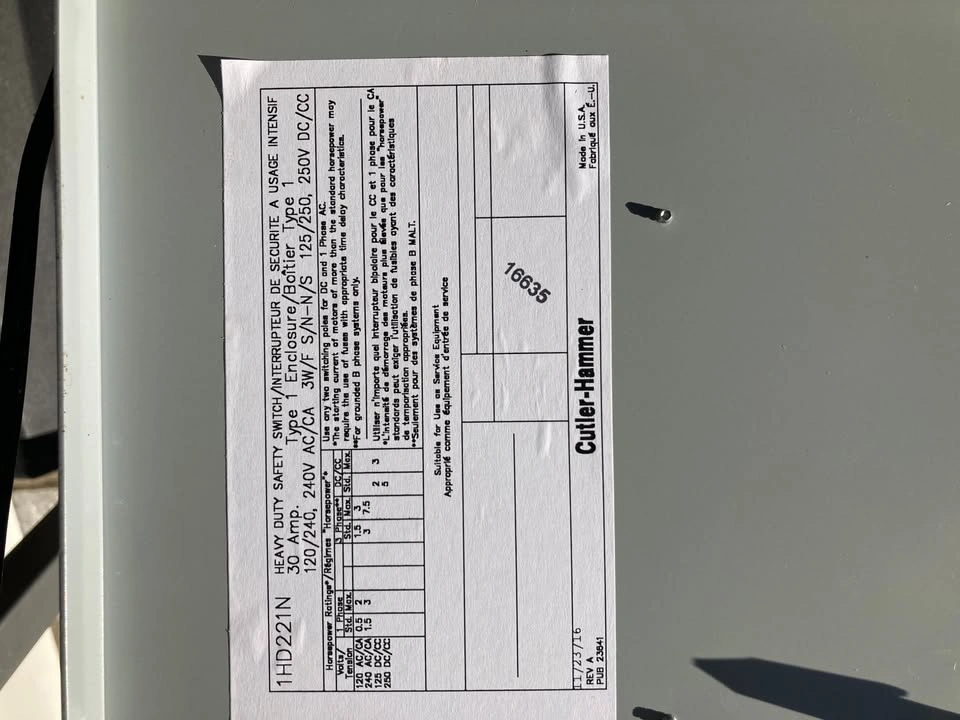 1HD221N
HEAVY DUTY SAFETY SWITCH/INTERRUPTEUR DE SECURITE A USAGE INTENSIF
30 Amp. Type 1 Enclosure/Boîtier Type 1
120/240, 240V AC/CA 3W/F S/N-N/S 125/250, 250V DC/CC
Horsepower Ratings*/Régimes "Horsepower"*
Volts/ 1 Phase 3 Phase** DC/CC
Tension Std. Max. Std. Max. Std. Max.
120 AC/CA 0.5 2 1.5 3
240 AC/CA 1.5 3 3 7.5
125 DC/CC 2 3
250 DC/CC 5
Use any two switching poles for DC and 1 Phase AC.
*The starting current of motors of more than the standard horsepower may
require the use of fuses with appropriate time delay characteristics.
**For grounded B phase systems only.
Utiliser n'importe quel interrupteur bipolaire pour le CC et 1 phase pour le CA
*L'intensité de démarrage des moteurs plus élevés que pour les "horsepower"
standards peut exiger l'utilisation de fusibles ayant des caractéristiques
de temporisation appropriées.
**Seulement pour des systèmes de phase B MALT.
Suitable for Use as Service Equipment
Approprié comme équipement d'entrée de service
16635
11/23/16
REV A
PUB 23641
Cutler-Hammer
Made in U.S.A.
Fabriqué aux É.-U.